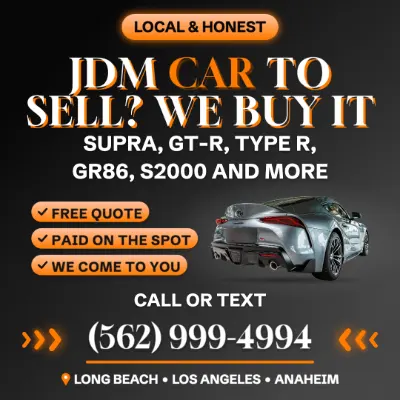 LOCAL & HONEST
JDM CAR TO
SELL? WE BUY IT
SUPRA, GT-R, TYPE R,
GR86, S2000 AND MORE
FREE QUOTE
PAID ON THE SPOT
WE COME TO YOU
CALL OR TEXT
(562) 999-4994
LONG BEACH • LOS ANGELES • ANAHEIM